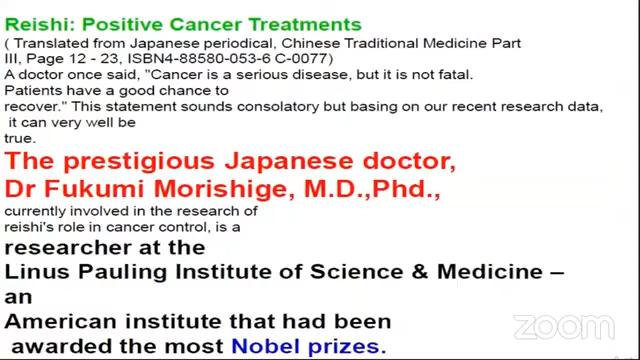 Reishi: Positive Cancer Treatments
( Translated from Japanese periodical, Chinese Traditional Medicine Part
III, Page 12 - 23, ISBN4-88580-053-6 C-0077)
A doctor once said, "Cancer is a serious disease, but it is not fatal.
Patients have a good chance to
recover." This statement sounds consolatory but basing on our recent research data,
it can very well be
true.
The prestigious Japanese doctor,
Dr Fukumi Morishige, M.D.,Phd.,
currently involved in the research of
reishi's role in cancer control, is a
researcher at the
Linus Pauling Institute of Science & Medicine –
an
American institute that had been
awarded the most Nobel prizes.
zoom